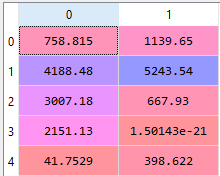 0 1
0 758.815 1139.65
1 4188.48 5243.54
2 3007.18 667.93
3 2151.13 1.50143e-21
4 41.7529 398.622